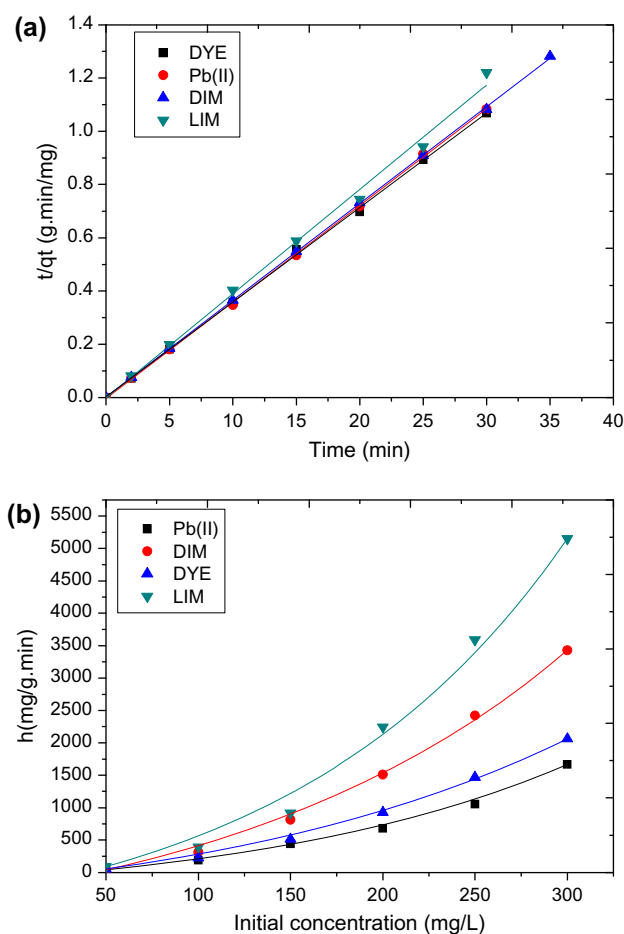 (a)
DYE
Pb(II)
DIM
LIM
t/qt (g.min/mg)
1.4
1.2
1.0
0.8
0.6
0.4
0.2
0.0
0 5 10 15 20 25 30 35 40
Time (min)
(b)
Pb(II)
DIM
DYE
LIM
h(mg/g.min)
5500
5000
4500
4000
3500
3000
2500
2000
1500
1000
500
0
50 100 150 200 250 300
Initial concentration (mg/L)